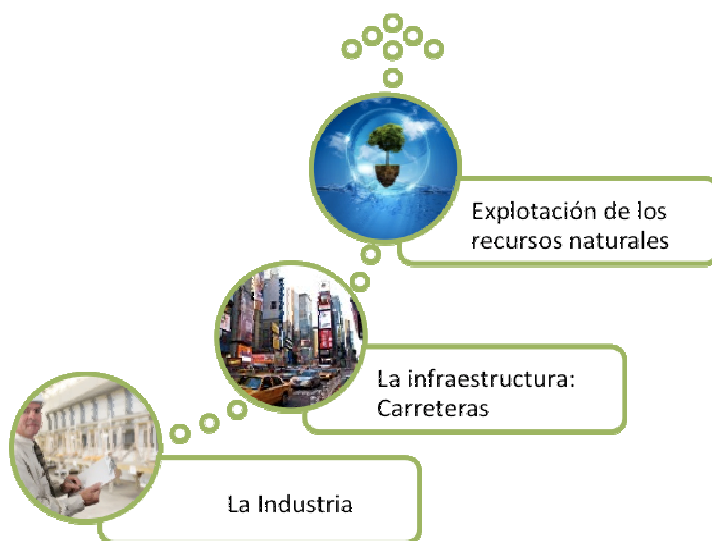 Explotación de los
recursos naturales
La infraestructura:
Carreteras
La Industria